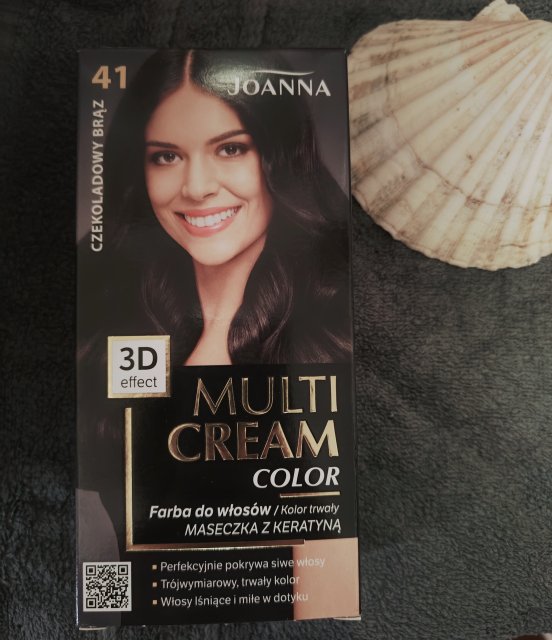 41
JOANNA
CZEKOLADOWY BRĄZ
3D
effect
MULTI
CREAM
COLOR
Farba do włosów / Kolor trwały
MASECZKA Z KERATYNĄ
▪ Perfekcyjnie pokrywa siwe włosy
▪ Trójwymiarowy, trwały kolor
▪ Włosy lśniące i miłe w dotyku